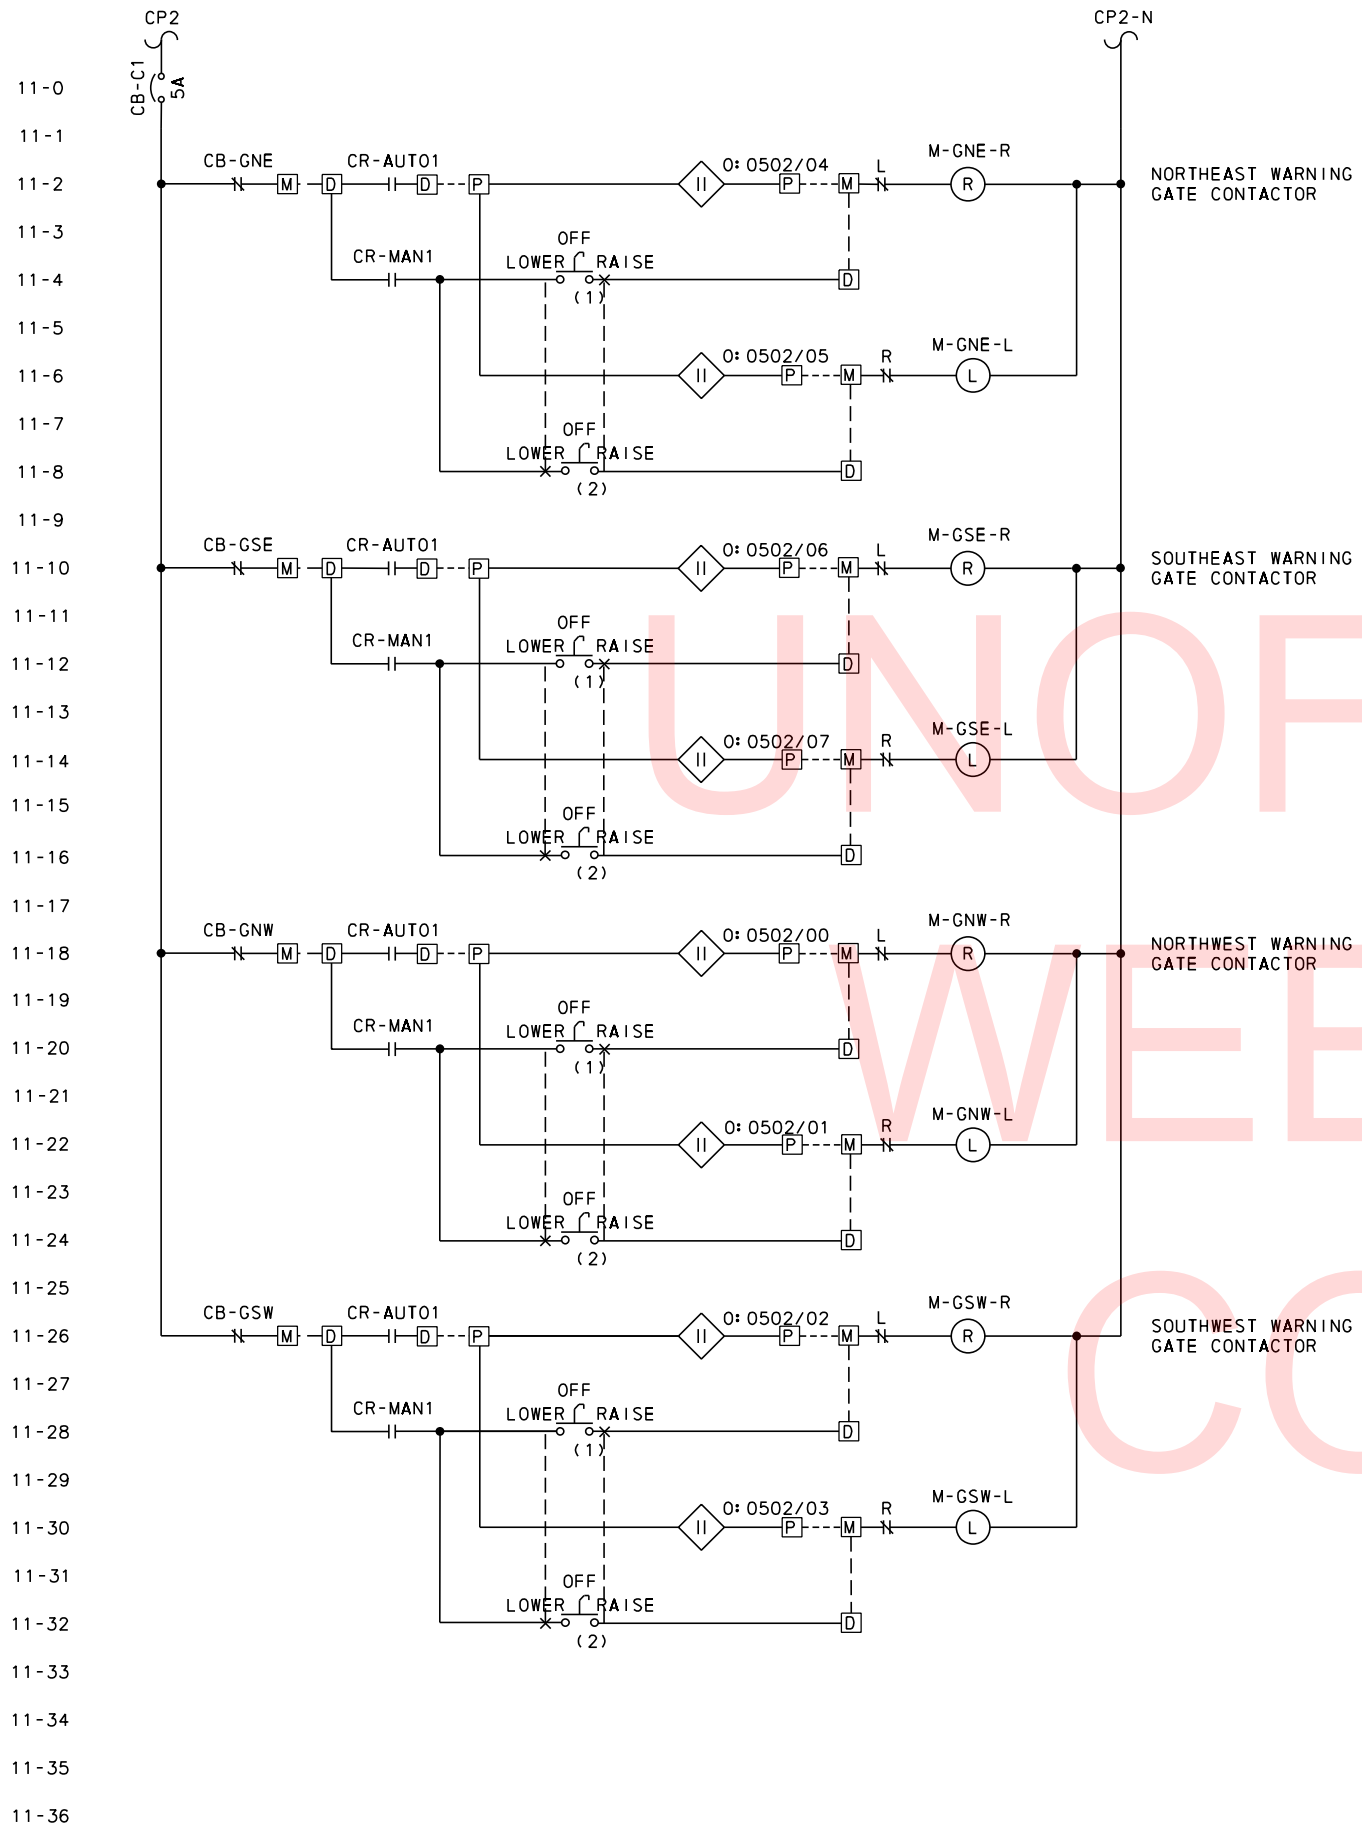 CP2 CP2-N
CB-C1
5A
11-0
11-1
CB-GNE CR-AUTO1 O:0502/04 L M-GNE-R
11-2 M D D P II P M R NORTHEAST WARNING
GATE CONTACTOR
11-3
OFF
CR-MAN1 LOWER RAISE
11-4 D
(1)
11-5
O:0502/05 R M-GNE-L
11-6 II P M L
11-7
OFF
LOWER RAISE
11-8 D
(2)
11-9
CB-GSE CR-AUTO1 O:0502/06 L M-GSE-R
11-10 M D D P II P M R SOUTHEAST WARNING
GATE CONTACTOR
11-11
OFF
CR-MAN1 LOWER RAISE
11-12 D
(1)
11-13
O:0502/07 R M-GSE-L
11-14 II P M L
11-15
OFF
LOWER RAISE
11-16 D
(2)
11-17
CB-GNW CR-AUTO1 O:0502/00 L M-GNW-R
11-18 M D D P II P M R NORTHWEST WARNING
GATE CONTACTOR
11-19
OFF
CR-MAN1 LOWER RAISE
11-20 D
(1)
11-21
O:0502/01 R M-GNW-L
11-22 II P M L
11-23
OFF
LOWER RAISE
11-24 D
(2)
11-25
CB-GSW CR-AUTO1 O:0502/02 L M-GSW-R
11-26 M D D P II P M R SOUTHWEST WARNING
GATE CONTACTOR
11-27
OFF
CR-MAN1 LOWER RAISE
11-28 D
(1)
11-29
O:0502/03 R M-GSW-L
11-30 II P M L
11-31
OFF
LOWER RAISE
11-32 D
(2)
11-33
11-34
11-35
11-36